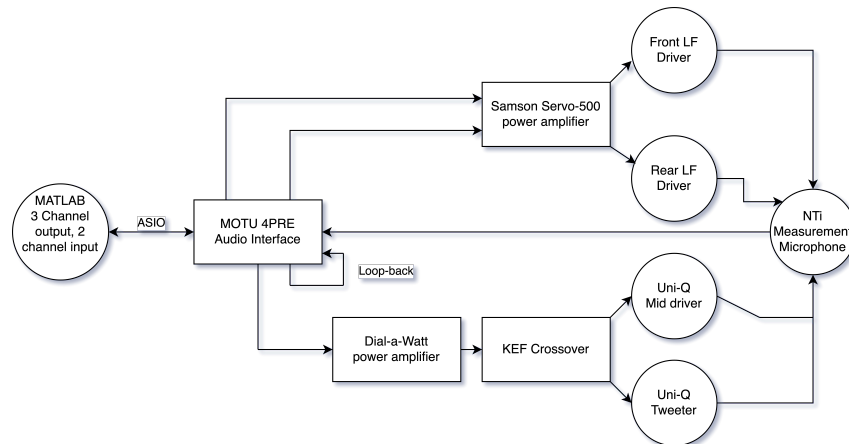 Front LF
Driver
Samson Servo-500
power amplifier
Rear LF
Driver
MATLAB
3 Channel
output, 2
channel input
ASIO
MOTU 4PRE
Audio Interface
NTi
Measurement
Microphone
Loop-back
Uni-Q
Mid driver
Dial-a-Watt
power amplifier
KEF Crossover
Uni-Q
Tweeter